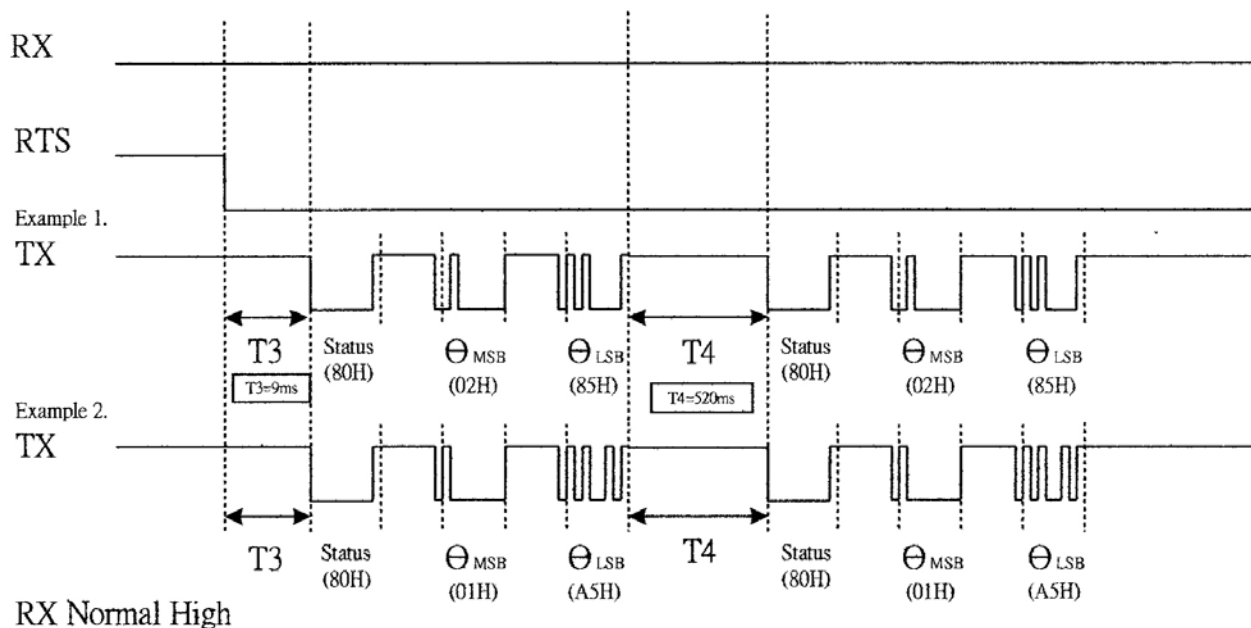 RX
RTS
Example 1.
TX
T3 Status (80H) ΘMSB (02H) ΘLSB (85H) T4 Status (80H) ΘMSB (02H) ΘLSB (85H)
T3=9ms T4=520ms
Example 2.
TX
T3 Status (80H) ΘMSB (01H) ΘLSB (A5H) T4 Status (80H) ΘMSB (01H) ΘLSB (A5H)
RX Normal High